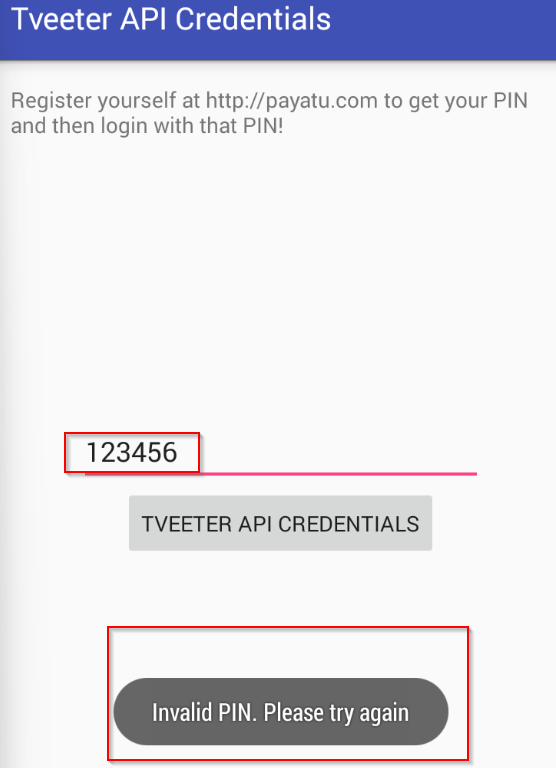 Tveeter API Credentials
Register yourself at http://payatu.com to get your PIN
and then login with that PIN!
123456
TVEETER API CREDENTIALS
Invalid PIN. Please try again